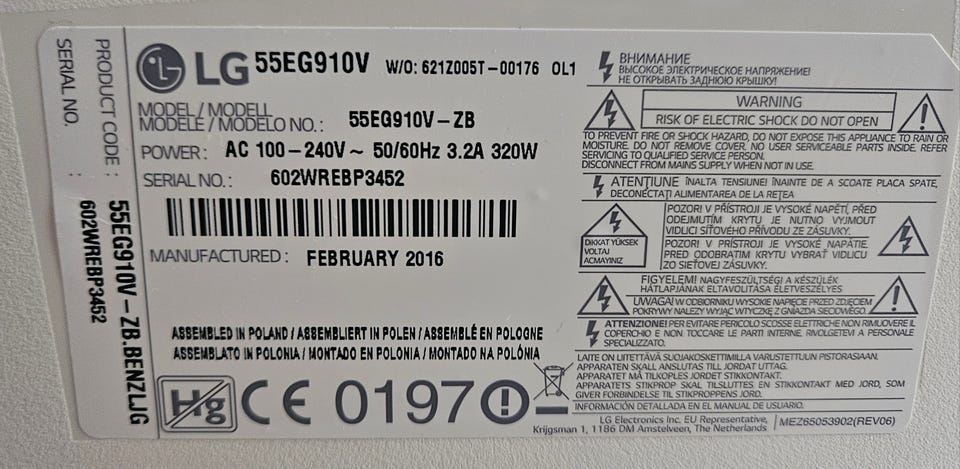 LG 55EG910V W/O: 621Z005T-00176 OL1
MODEL / MODELL
MODÈLE / MODELO NO.: 55EG910V-ZB
POWER: AC 100-240V~ 50/60Hz 3.2A 320W
SERIAL NO.: 602WREBP3452
MANUFACTURED: FEBRUARY 2016
ASSEMBLED IN POLAND / ASSEMBLIERT IN POLEN / ASSEMBLÉ EN POLOGNE
ASSEMBLATO IN POLONIA / MONTADO EN POLONIA / MONTADO NA POLÓNIA
Hg CE 0197
PRODUCT CODE : 55EG910V-ZB.BENZLJG
SERIAL NO. : 602WREBP3452
ВНИМАНИЕ
ВЫСОКОЕ ЭЛЕКТРИЧЕСКОЕ НАПРЯЖЕНИЕ!
НЕ ОТКРЫВАТЬ ЗАДНЮЮ КРЫШКУ!
WARNING
RISK OF ELECTRIC SHOCK DO NOT OPEN
TO PREVENT FIRE OR SHOCK HAZARD, DO NOT EXPOSE THIS APPLIANCE TO RAIN OR
MOISTURE. DO NOT REMOVE COVER. NO USER SERVICEABLE PARTS INSIDE. REFER
SERVICING TO QUALIFIED SERVICE PERSON.
DISCONNECT FROM MAINS SUPPLY WHEN NOT IN USE.
ATENŢIUNE ÎNALTA TENSIUNE! ÎNAINTE DE A SCOATE PLACA SPATE,
DECONECTAŢI ALIMENTAREA DE LA REŢEA
DİKKAT YÜKSEK
VOLTAJ
AÇMAYINIZ
POZOR! V PŘÍSTROJI JE VYSOKÉ NAPĚTÍ, PŘED
ODEJMUTÍM KRYTU JE NUTNO VYJMOUT
VIDLICI SÍŤOVÉHO PŘÍVODU ZE ZÁSUVKY.
POZOR! V PRÍSTROJI JE VYSOKÉ NAPÄTIE.
PRED ODOBRATÍM KRYTU VYBRAŤ VIDLICU
ZO SIEŤOVEJ ZÁSUVKY.
FIGYELEM! NAGYFESZÜLTSÉG! A KÉSZÜLÉK
HÁTLAPJÁNAK ELTÁVOLÍTÁSA ÉLETVESZÉLYES
UWAGA! W ODBIORNIKU WYSOKIE NAPIĘCIE PRZED ZDJĘCIEM
POKRYWY NALEŻY WYJĄĆ WTYCZKĘ Z GNIAZDA SIECIOWEGO.
ATTENZIONE! PER EVITARE PERICOLO SCOSSE ELETTRICHE NON RIMUOVERE IL
COPERCHIO E NON TOCCARE LE PARTI INTERNE. RIVOLGETEVI A PERSONALE
SPECIALIZZATO.
LAITE ON LIITETTÄVÄ SUOJAKOSKETTIMILLA VARUSTETTUUN PISTORASIAAN.
APPARATEN SKALL ANSLUTAS TILL JORDAT UTTAG.
APPARATET MÅ TILKOPLES JORDET STIKKONTAKT.
APPARATETS STIKPROP SKAL TILSLUTTES EN STIKKONTAKT MED JORD, SOM
GIVER FORBINDELSE TIL STIKPROPPENS JORD.
INFORMACIÓN DETALLADA EN EL MANUAL DE USUARIO.
LG Electronics Inc. EU Representative,
Krijgsman 1, 1186 DM Amstelveen, The Netherlands
MEZ65053902(REV06)